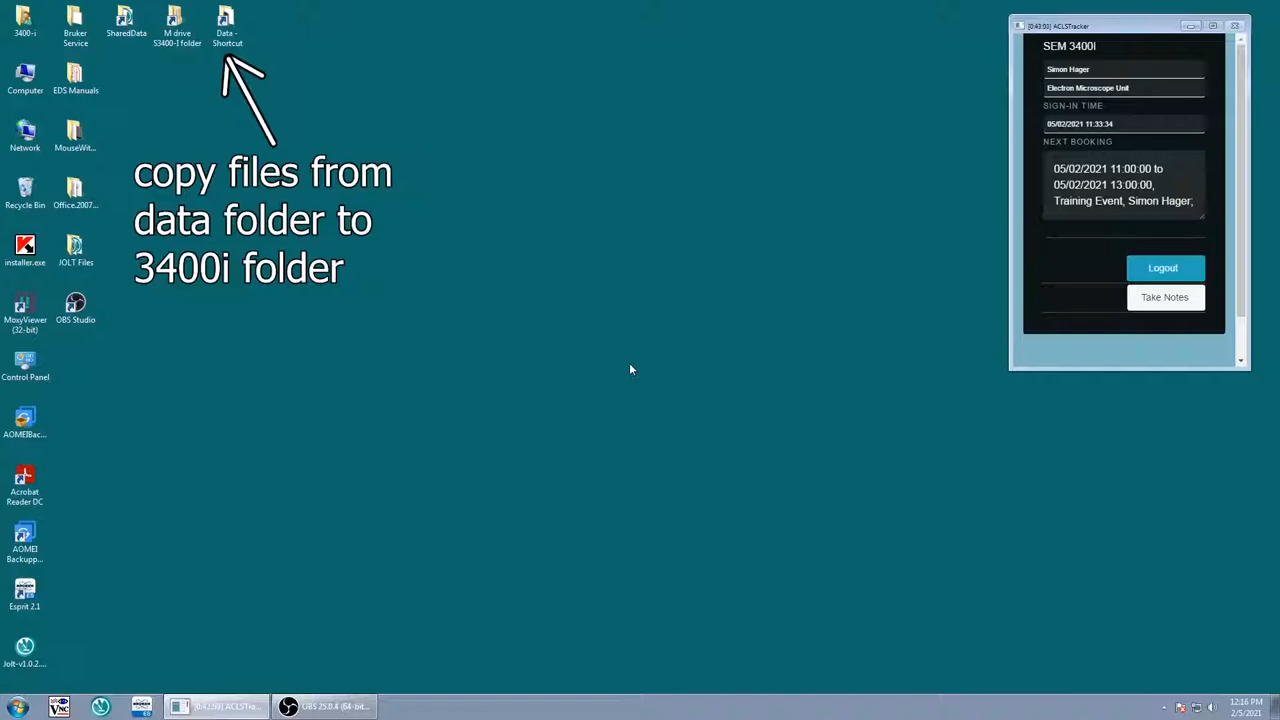 3400-i
Bruker
Service
SharedData
M drive
S3400-I folder
Data -
Shortcut
Computer
EDS Manuals
Network
MouseWit...
Recycle Bin
Office.2007...
installer.exe
JOLT Files
MoxyViewer
(32-bit)
OBS Studio
Control Panel
AOMEIBac...
Acrobat
Reader DC
AOMEI
Backupp...
Esprit 2.1
Jolt-v1.0.2....
copy files from
data folder to
3400i folder
ACLSTracker
SEM 3400I
Simon Hager
Electron Microscope Unit
SIGN-IN TIME
05/02/2021 11:33:34
NEXT BOOKING
05/02/2021 11:00:00 to
05/02/2021 13:00:00,
Training Event, Simon Hager;
Logout
Take Notes
VNC
ACLSTrac...
OBS 25.0.4 (64-bit...
12:16 PM
2/5/2021